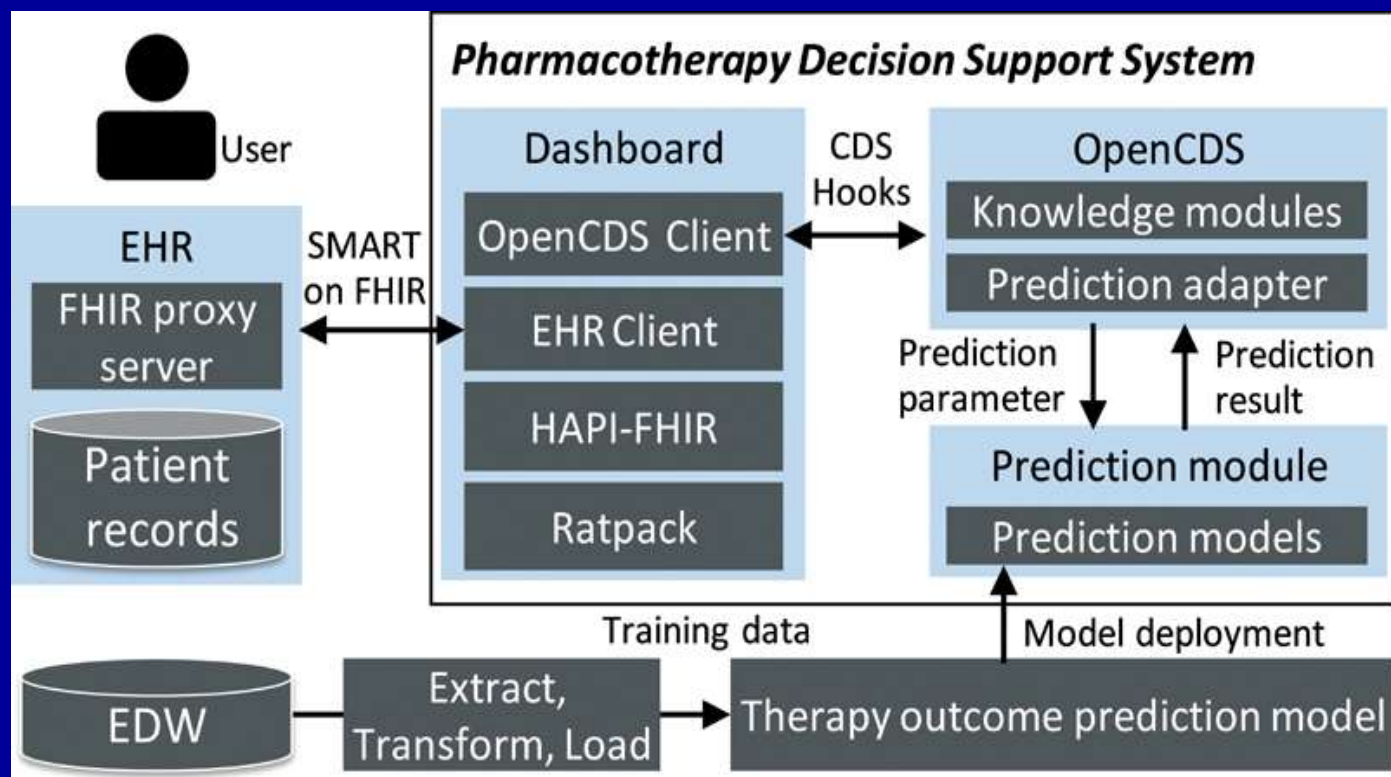 Pharmacotherapy Decision Support System
User
EHR
FHIR proxy
server
Patient
records
SMART
on FHIR
Dashboard
OpenCDS Client
EHR Client
HAPI-FHIR
Ratpack
CDS
Hooks
OpenCDS
Knowledge modules
Prediction adapter
Prediction
parameter
Prediction
result
Prediction module
Prediction models
Training data
Model deployment
EDW
Extract,
Transform, Load
Therapy outcome prediction model